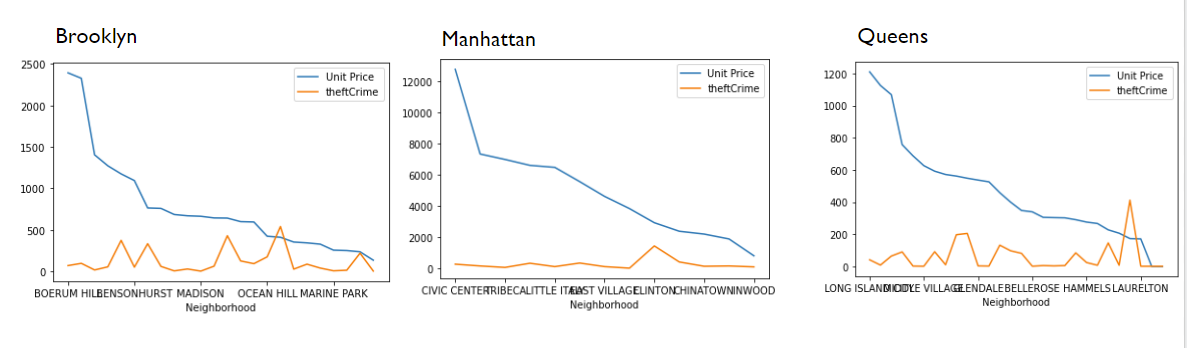 Brooklyn
2500
2000
1500
1000
500
0
Unit Price
theftCrime
BOERUM HILL BENSONHURST MADISON OCEAN HILL MARINE PARK
Neighborhood
Manhattan
12000
10000
8000
6000
4000
2000
0
Unit Price
theftCrime
CIVIC CENTER TRIBECA LITTLE ITALY EAST VILLAGE CLINTON CHINATOWN INWOOD
Neighborhood
Queens
1200
1000
800
600
400
200
0
Unit Price
theftCrime
LONG ISLAND CITY MIDDLE VILLAGE GLENDALE BELLEROSE HAMMELS LAURELTON
Neighborhood